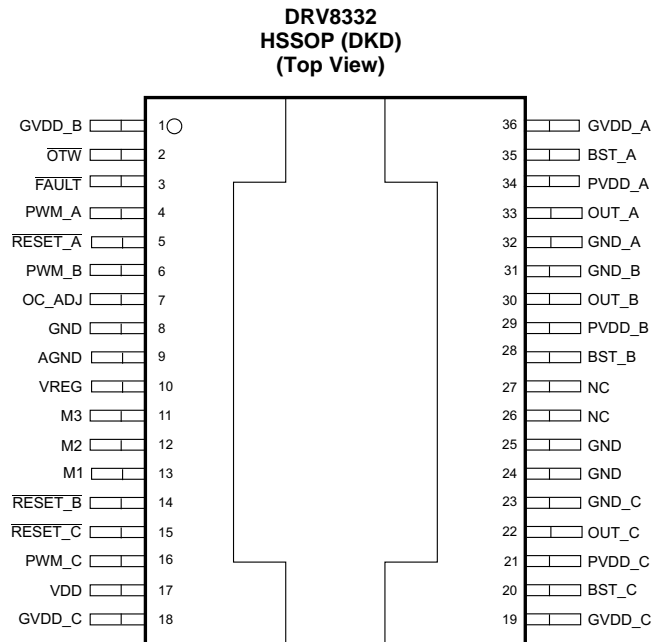 DRV8332
HSSOP (DKD)
(Top View)
GVDD_B 1 36 GVDD_A
OTW 2 35 BST_A
FAULT 3 34 PVDD_A
PWM_A 4 33 OUT_A
RESET_A 5 32 GND_A
PWM_B 6 31 GND_B
OC_ADJ 7 30 OUT_B
GND 8 29 PVDD_B
AGND 9 28 BST_B
VREG 10 27 NC
M3 11 26 NC
M2 12 25 GND
M1 13 24 GND
RESET_B 14 23 GND_C
RESET_C 15 22 OUT_C
PWM_C 16 21 PVDD_C
VDD 17 20 BST_C
GVDD_C 18 19 GVDD_C